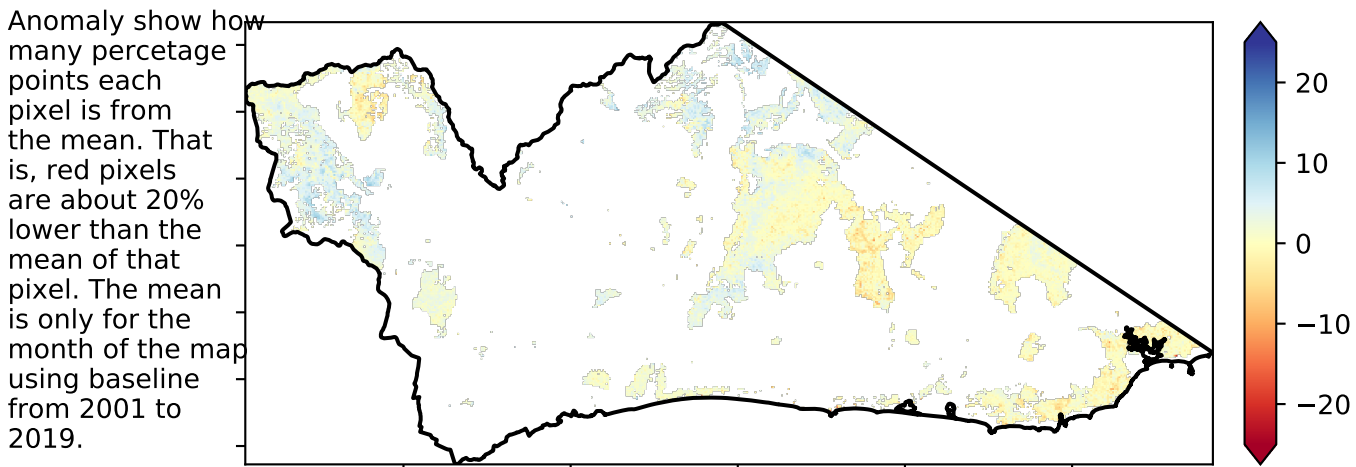 Anomaly show how
many percetage
points each
pixel is from
the mean. That
is, red pixels
are about 20%
lower than the
mean of that
pixel. The mean
is only for the
month of the map
using baseline
from 2001 to
2019.
20
10
0
−10
−20